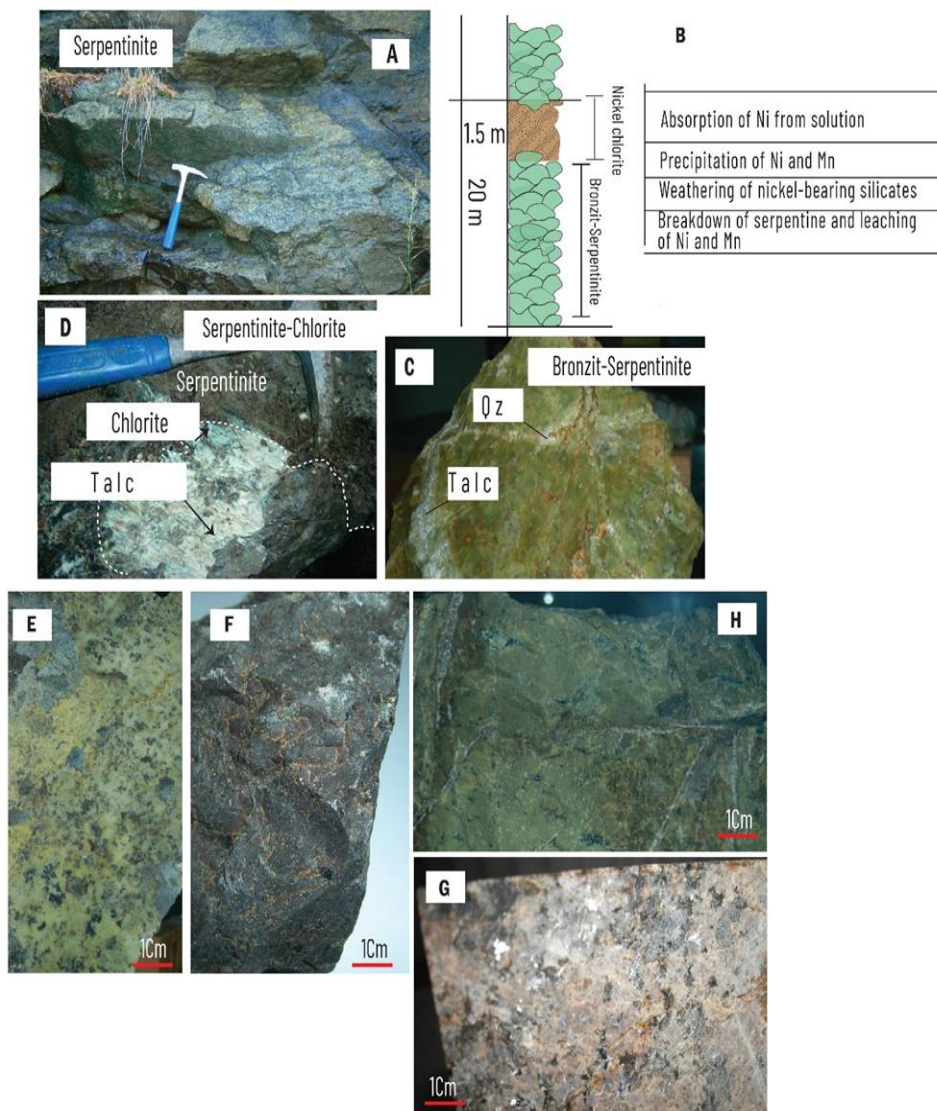 Serpentinite
A
B
1.5 m
20 m
Nickel chlorite
Bronzit-Serpentinite
Absorption of Ni from solution
Precipitation of Ni and Mn
Weathering of nickel-bearing silicates
Breakdown of serpentine and leaching
of Ni and Mn
D
Serpentinite-Chlorite
Serpentinite
Chlorite
Talc
C
Bronzit-Serpentinite
Qz
Talc
E
1Cm
F
1Cm
H
1Cm
G
1Cm